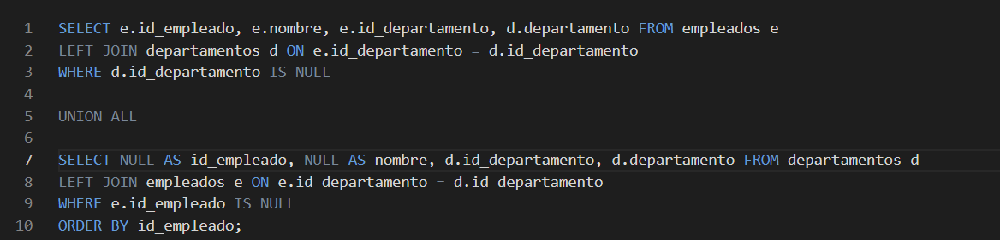 1 SELECT e.id_empleado, e.nombre, e.id_departamento, d.departamento FROM empleados e
2 LEFT JOIN departamentos d ON e.id_departamento = d.id_departamento
3 WHERE d.id_departamento IS NULL
4
5 UNION ALL
6
7 SELECT NULL AS id_empleado, NULL AS nombre, d.id_departamento, d.departamento FROM departamentos d
8 LEFT JOIN empleados e ON e.id_departamento = d.id_departamento
9 WHERE e.id_empleado IS NULL
10 ORDER BY id_empleado;